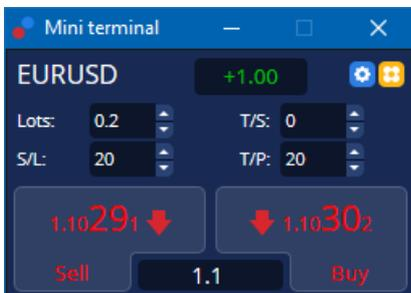 Mini terminal
EURUSD +1.00
Lots: 0.2 T/S: 0
S/L: 20 T/P: 20
1.10291 1.10302
Sell 1.1 Buy